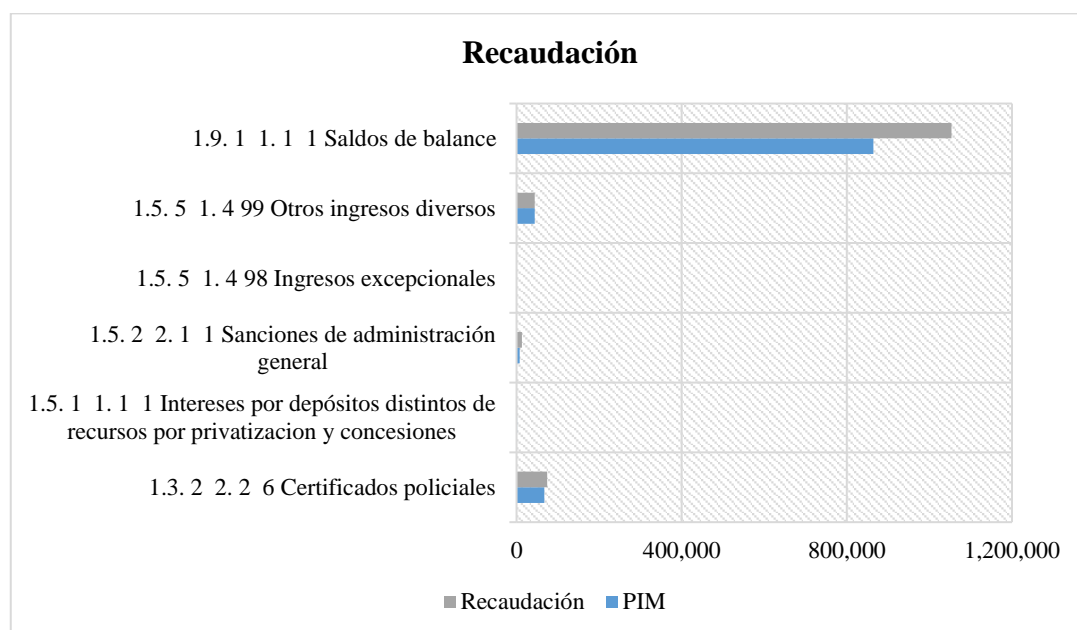 Recaudación
1.9. 1  1. 1  1 Saldos de balance
1.5. 5  1. 4 99 Otros ingresos diversos
1.5. 5  1. 4 98 Ingresos excepcionales
1.5. 2  2. 1  1 Sanciones de administración
general
1.5. 1  1. 1  1 Intereses por depósitos distintos de
recursos por privatizacion y concesiones
1.3. 2  2. 2  6 Certificados policiales
0 400,000 800,000 1,200,000
Recaudación PIM